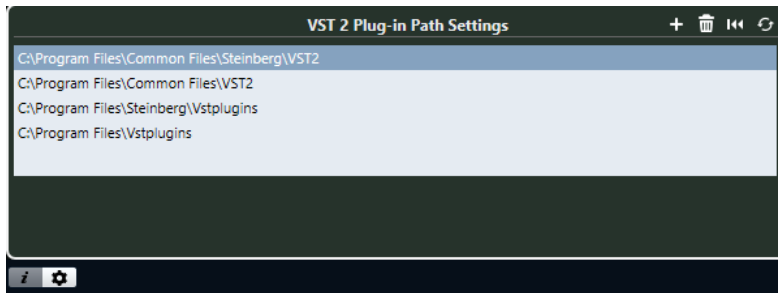 VST 2 Plug-in Path Settings
C:\Program Files\Common Files\Steinberg\VST2
C:\Program Files\Common Files\VST2
C:\Program Files\Steinberg\Vstplugins
C:\Program Files\Vstplugins
i